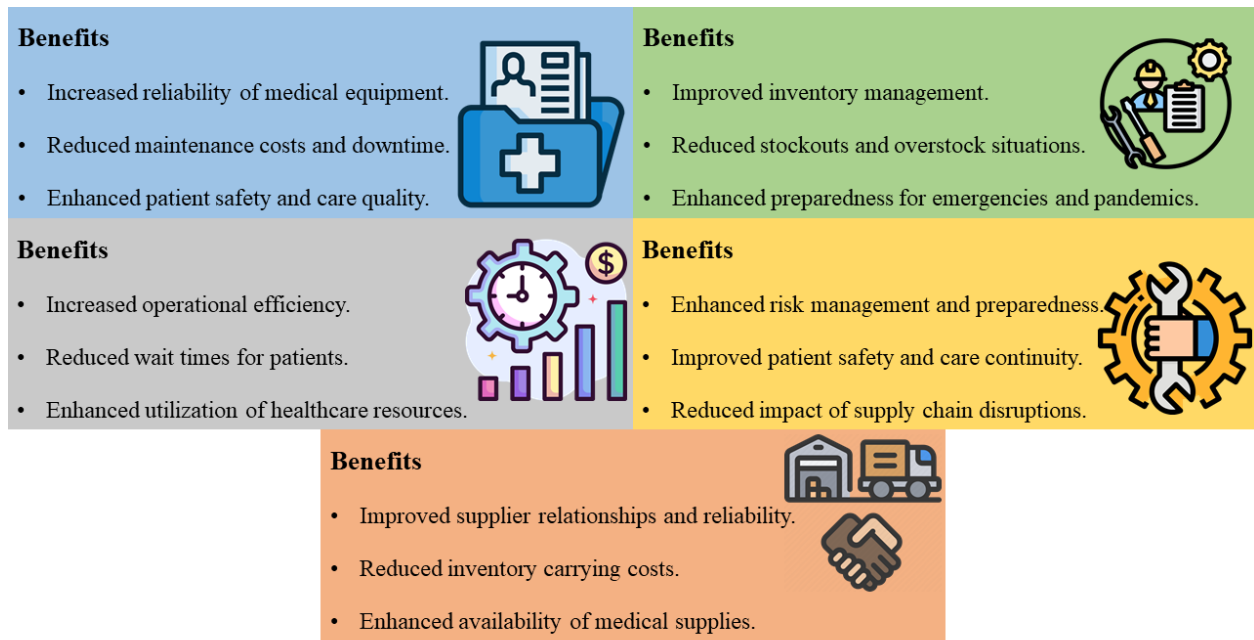 Benefits
• Increased reliability of medical equipment.
• Reduced maintenance costs and downtime.
• Enhanced patient safety and care quality.
Benefits
• Improved inventory management.
• Reduced stockouts and overstock situations.
• Enhanced preparedness for emergencies and pandemics.
Benefits
• Increased operational efficiency.
• Reduced wait times for patients.
• Enhanced utilization of healthcare resources.
Benefits
• Enhanced risk management and preparedness.
• Improved patient safety and care continuity.
• Reduced impact of supply chain disruptions.
Benefits
• Improved supplier relationships and reliability.
• Reduced inventory carrying costs.
• Enhanced availability of medical supplies.